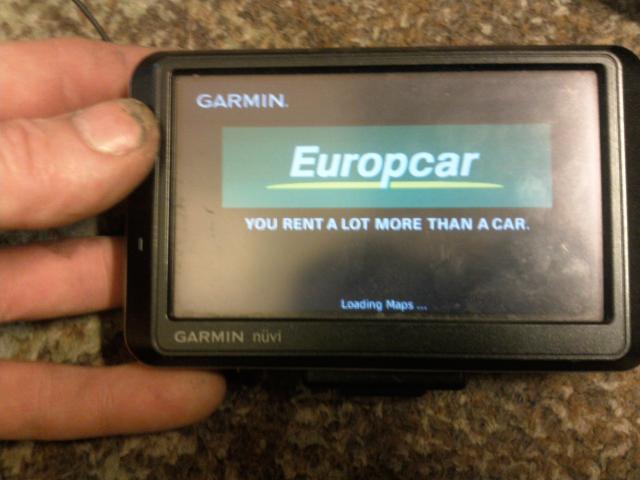 GARMIN.
Europcar
YOU RENT A LOT MORE THAN A CAR.
Loading Maps ...
GARMIN nüvi